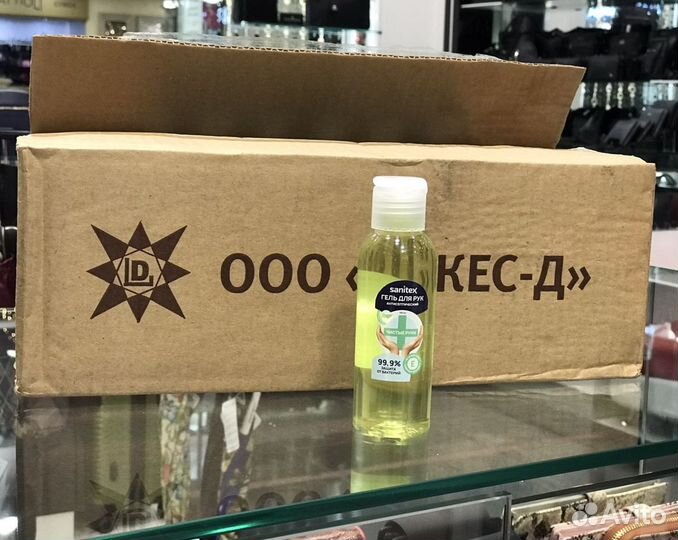 LD
ООО « КЕС-Д»
sanitex
ГЕЛЬ ДЛЯ РУК
АНТИСЕПТИЧЕСКИЙ
ЧИСТЫЕ РУКИ
99,9%
ЗАЩИТА
ОТ БАКТЕРИЙ
E
Avito